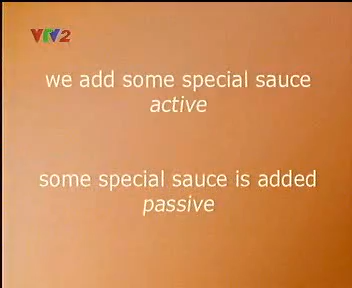 VTV2
we add some special sauce
active
some special sauce is added
passive